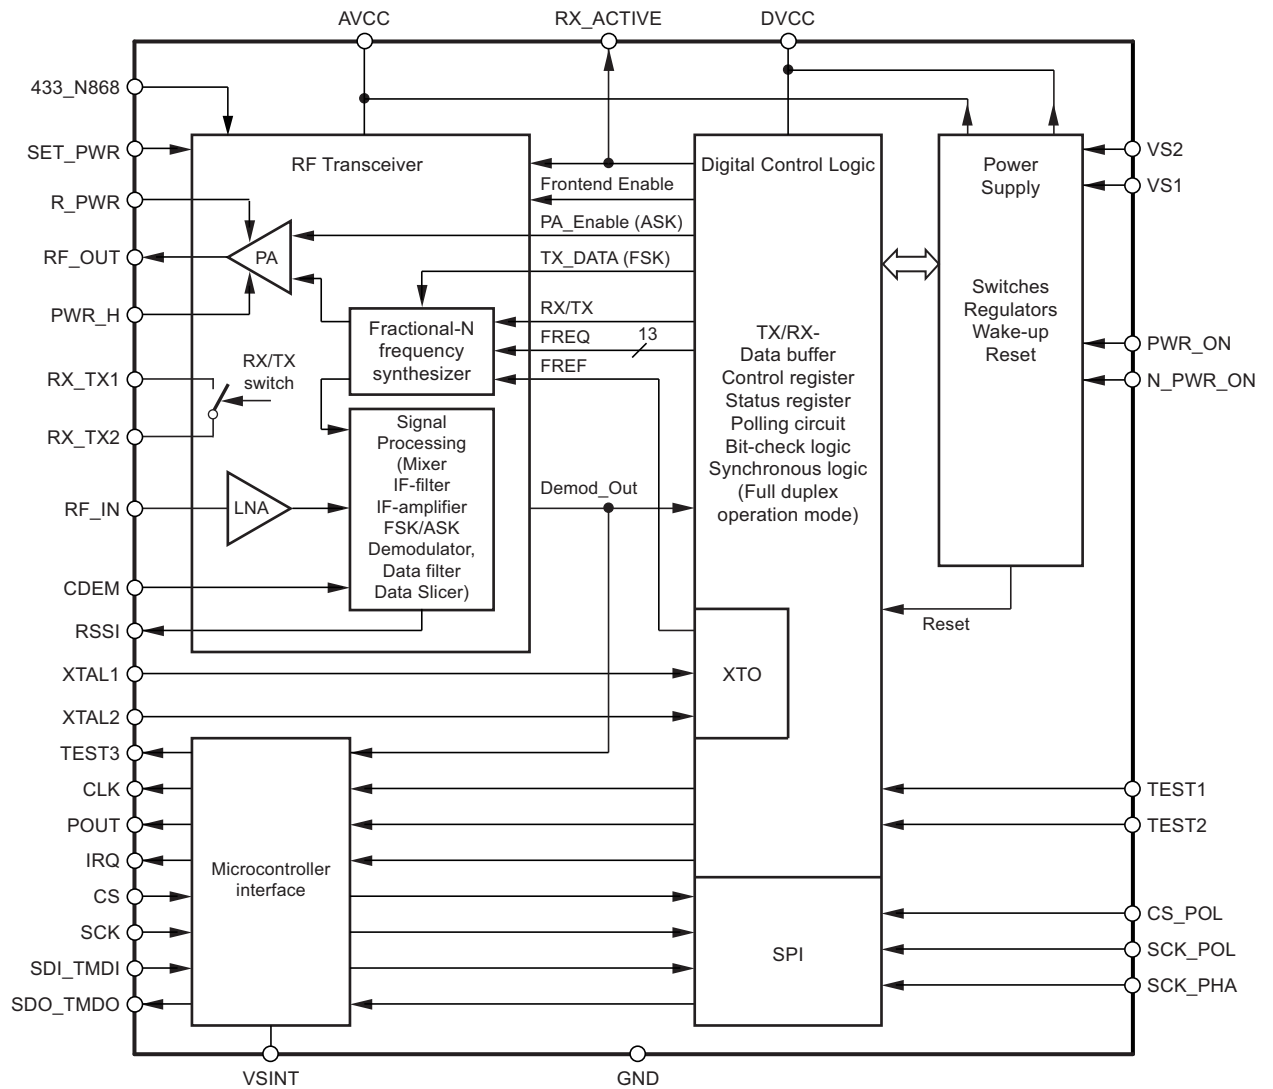 AVCC
RX_ACTIVE
DVCC
433_N868
SET_PWR
R_PWR
RF_OUT
PWR_H
RX_TX1
RX_TX2
RF_IN
CDEM
RSSI
XTAL1
XTAL2
TEST3
CLK
POUT
IRQ
CS
SCK
SDI_TMDI
SDO_TMDO
RF Transceiver
PA
RX/TX
switch
LNA
Fractional-N
frequency
synthesizer
Signal
Processing
(Mixer
IF-filter
IF-amplifier
FSK/ASK
Demodulator,
Data filter
Data Slicer)
Frontend Enable
PA_Enable (ASK)
TX_DATA (FSK)
RX/TX
FREQ
13
FREF
Demod_Out
Digital Control Logic
TX/RX-
Data buffer
Control register
Status register
Polling circuit
Bit-check logic
Synchronous logic
(Full duplex
operation mode)
XTO
SPI
Microcontroller
interface
Power
Supply
Switches
Regulators
Wake-up
Reset
Reset
VS2
VS1
PWR_ON
N_PWR_ON
TEST1
TEST2
CS_POL
SCK_POL
SCK_PHA
VSINT
GND